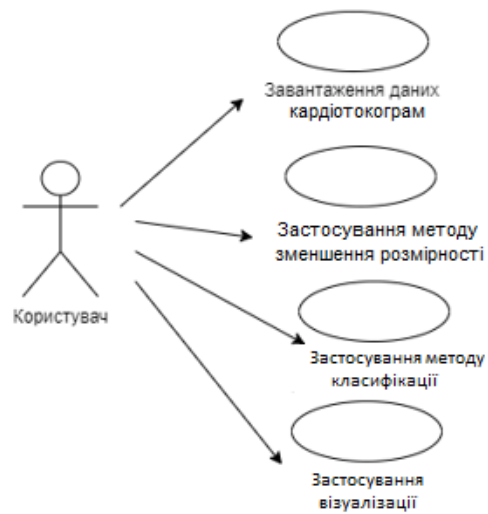 Завантаження даних
кардіотокограм
Застосування методу
зменшення розмірності
Користувач
Застосування методу
класифікації
Застосування
візуалізації